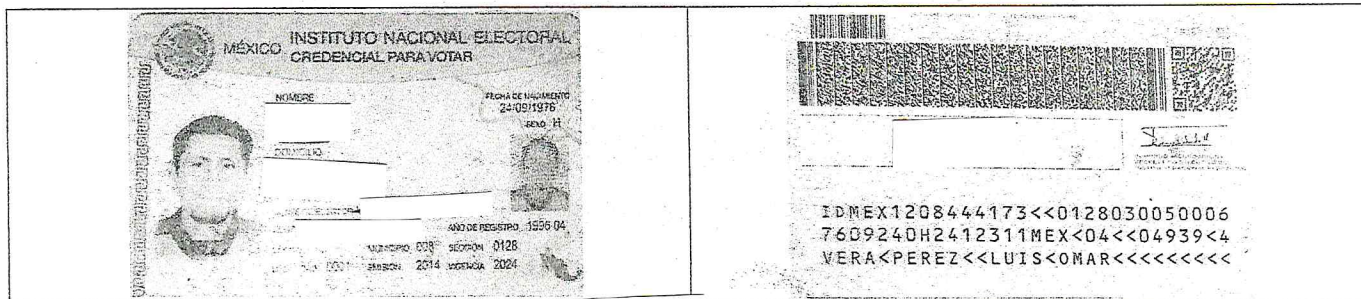 MÉXICO
INSTITUTO NACIONAL ELECTORAL
CREDENCIAL PARA VOTAR
NOMBRE
FECHA DE NACIMIENTO
24/09/1976
SEXO H
DOMICILIO
AÑO DE REGISTRO 1996 04
MUNICIPIO 008 SECCIÓN 0128
0001 EMISIÓN 2014 VIGENCIA 2024
IDMEX1208444173<<0128030050006
7609240H2412311MEX<04<<04939<4
VERA<PEREZ<<LUIS<OMAR<<<<<<<<<